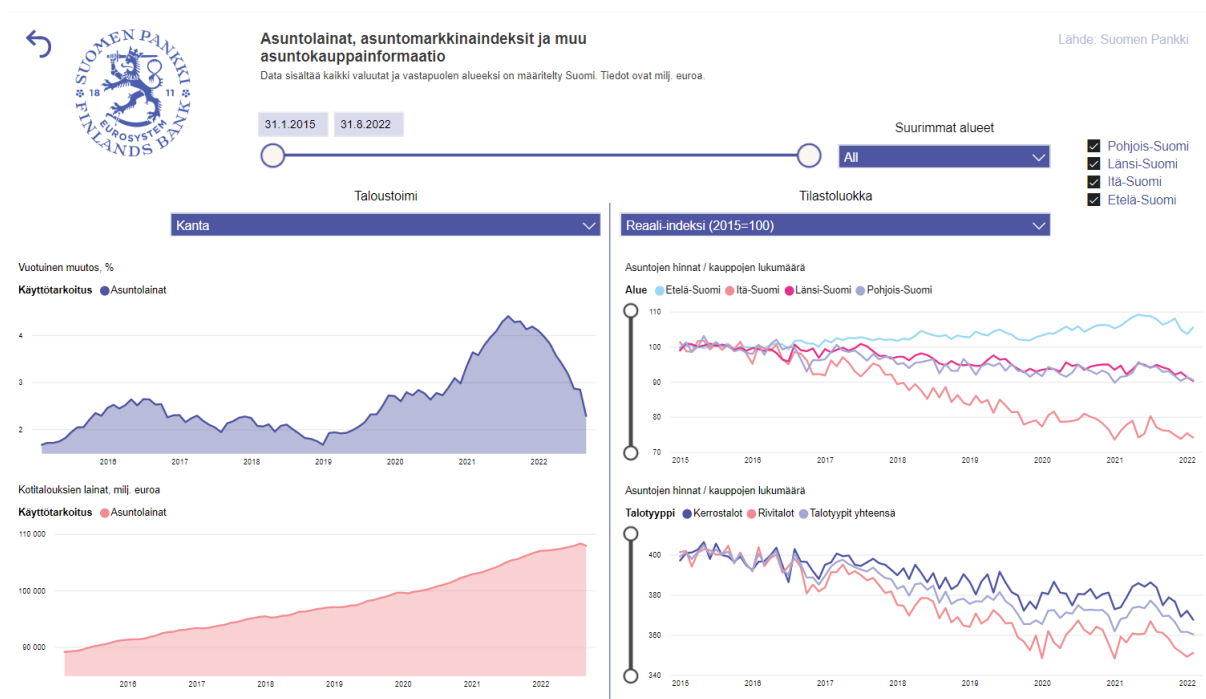 SUOMEN PANKKI
18 11
EUROSYSTEM
FINLANDS BANK
Asuntolainat, asuntomarkkinaindeksit ja muu
asuntokauppainformaatio
Data sisältää kaikki valuutat ja vastapuolen alueeksi on määritelty Suomi. Tiedot ovat milj. euroa.
Lähde: Suomen Pankki
31.1.2015 31.8.2022
Suurimmat alueet
All
Pohjois-Suomi
Länsi-Suomi
Itä-Suomi
Etelä-Suomi
Taloustoimi
Kanta
Tilastoluokka
Reaali-indeksi (2015=100)
Vuotuinen muutos, %
Käyttötarkoitus Asuntolainat
4
3
2
2016 2017 2018 2019 2020 2021 2022
Asuntojen hinnat / kauppojen lukumäärä
Alue Etelä-Suomi Itä-Suomi Länsi-Suomi Pohjois-Suomi
110
100
90
80
70
2015 2016 2017 2018 2019 2020 2021 2022
Kotitalouksien lainat, milj. euroa
Käyttötarkoitus Asuntolainat
110 000
100 000
90 000
2016 2017 2018 2019 2020 2021 2022
Asuntojen hinnat / kauppojen lukumäärä
Talotyyppi Kerrostalot Rivitalot Talotyypit yhteensä
400
380
360
340
2015 2016 2017 2018 2019 2020 2021 2022